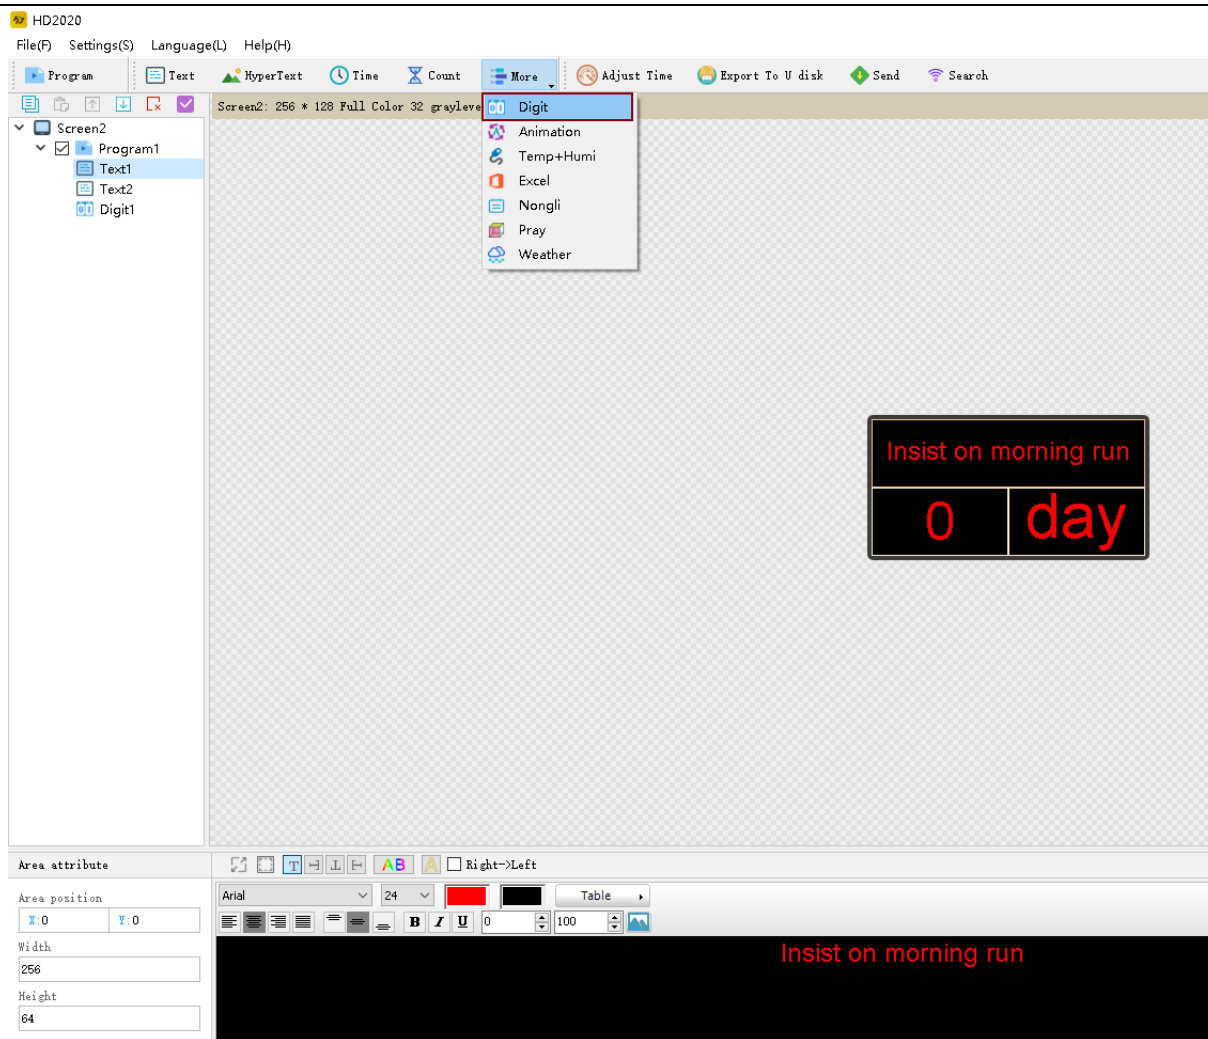 HD2020
File(F) Settings(S) Language(L) Help(H)
Program Text HyperText Time Count More Adjust Time Export To U disk Send Search
Screen2: 256 * 128 Full Color 32 grayleve
Digit
Animation
Temp+Humi
Excel
Nongli
Pray
Weather
Screen2
Program1
Text1
Text2
Digit1
Insist on morning run
0 day
Area attribute
AB Right->Left
Area position
X:0 Y:0
Width
256
Height
64
Arial 24 Table
B I U 0 100
Insist on morning run